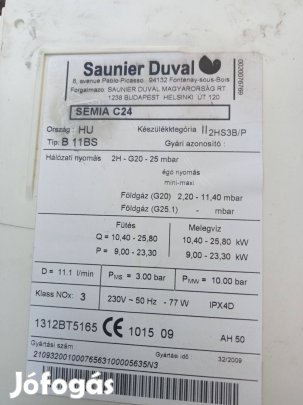 Saunier Duval
8, avenue Pablo-Picasso, 94132 Fontenay-sous-Bois
Forgalmazó SAUNIER DUVAL MAGYARORSZÁG RT
1238 BUDAPEST HELSINKI ÚT 120
SEMIA C24
Ország : HU Készülékktegória II2HS3B/P
Tip: B 11BS Gyári azonosító :
Hálózati nyomás 2H - G20 - 25 mbar
égó nyomás
mini-maxi
Földgáz (G20) 2,20 - 11,40 mbar
Földgáz (G25.1) - mbar
Fűtés Melegvíz
Q = 10,40 - 25,80 10,40 - 25,80 kW
P = 9,00 - 23,30 9,00 - 23,30 kW
D = 11.1 l/min PMS = 3.00 bar PMW = 10.00 bar
Klass NOx: 3 230V ~ 50 Hz - 77 W IPX4D
1312BT5165 CE 1015 09 AH 50
Gyártási szám Gyártási idő 32/2009
21093200100076563100005635N3
Jófogás